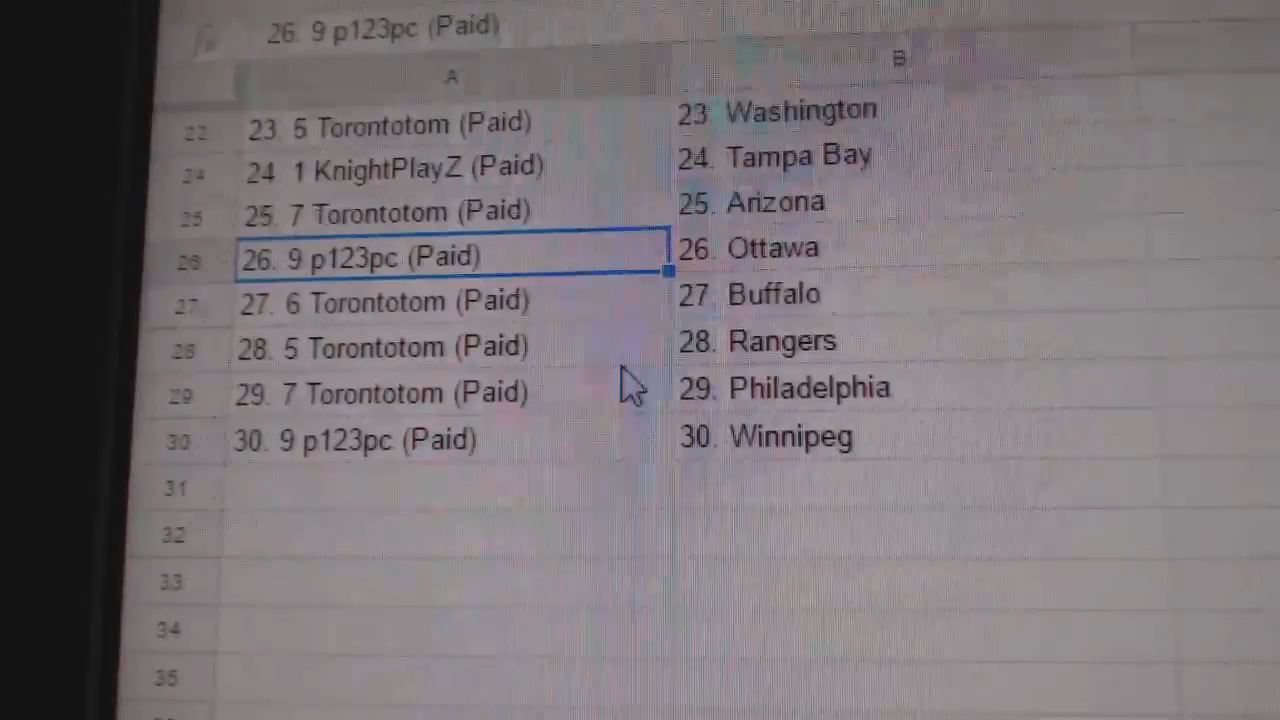 26. 9 p123pc (Paid)
A B
23. 5 Torontotom (Paid) 23 Washington
24 24 1 KnightPlayZ (Paid) 24. Tampa Bay
25 25. 7 Torontotom (Paid) 25. Arizona
26 26. 9 p123pc (Paid) 26. Ottawa
27 27. 6 Torontotom (Paid) 27. Buffalo
28 28. 5 Torontotom (Paid) 28. Rangers
29 29. 7 Torontotom (Paid) 29. Philadelphia
30 30. 9 p123pc (Paid) 30. Winnipeg
31
32
33
34
35